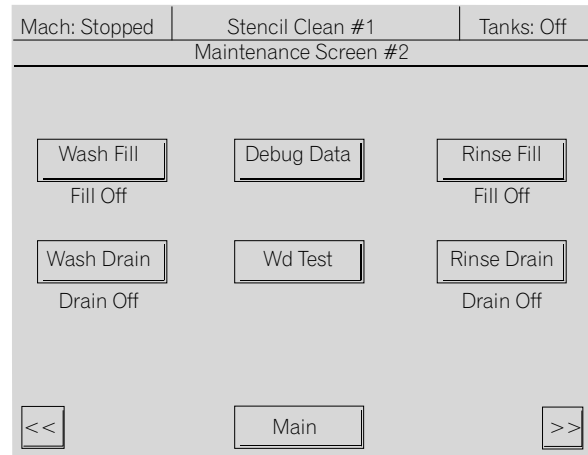 Mach: Stopped Stencil Clean #1 Tanks: Off
Maintenance Screen #2
Wash Fill Debug Data Rinse Fill
Fill Off Fill Off
Wash Drain Wd Test Rinse Drain
Drain Off Drain Off
<< Main >>